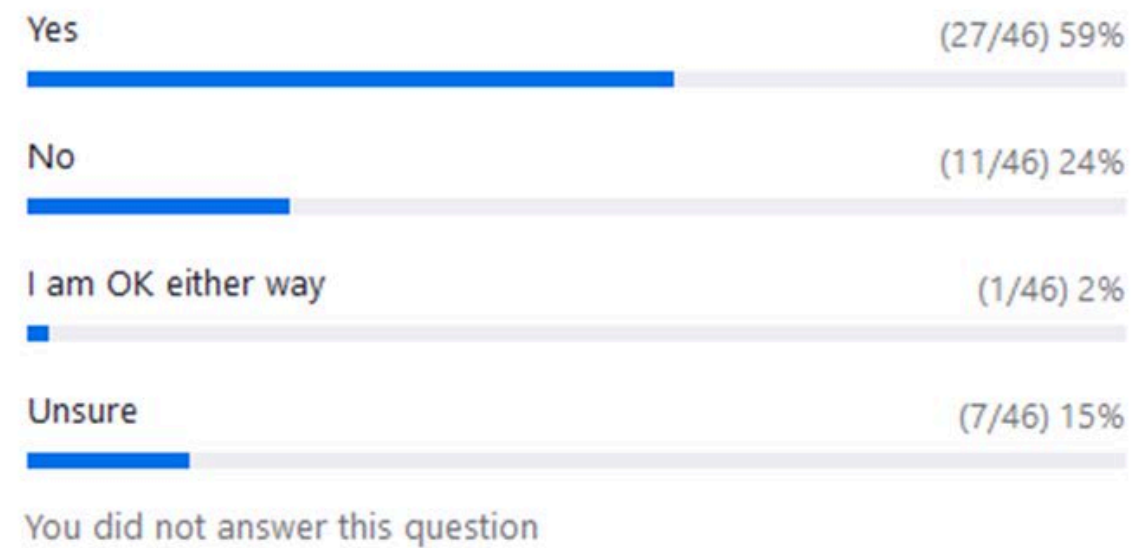 Yes (27/46) 59%
No (11/46) 24%
I am OK either way (1/46) 2%
Unsure (7/46) 15%
You did not answer this question